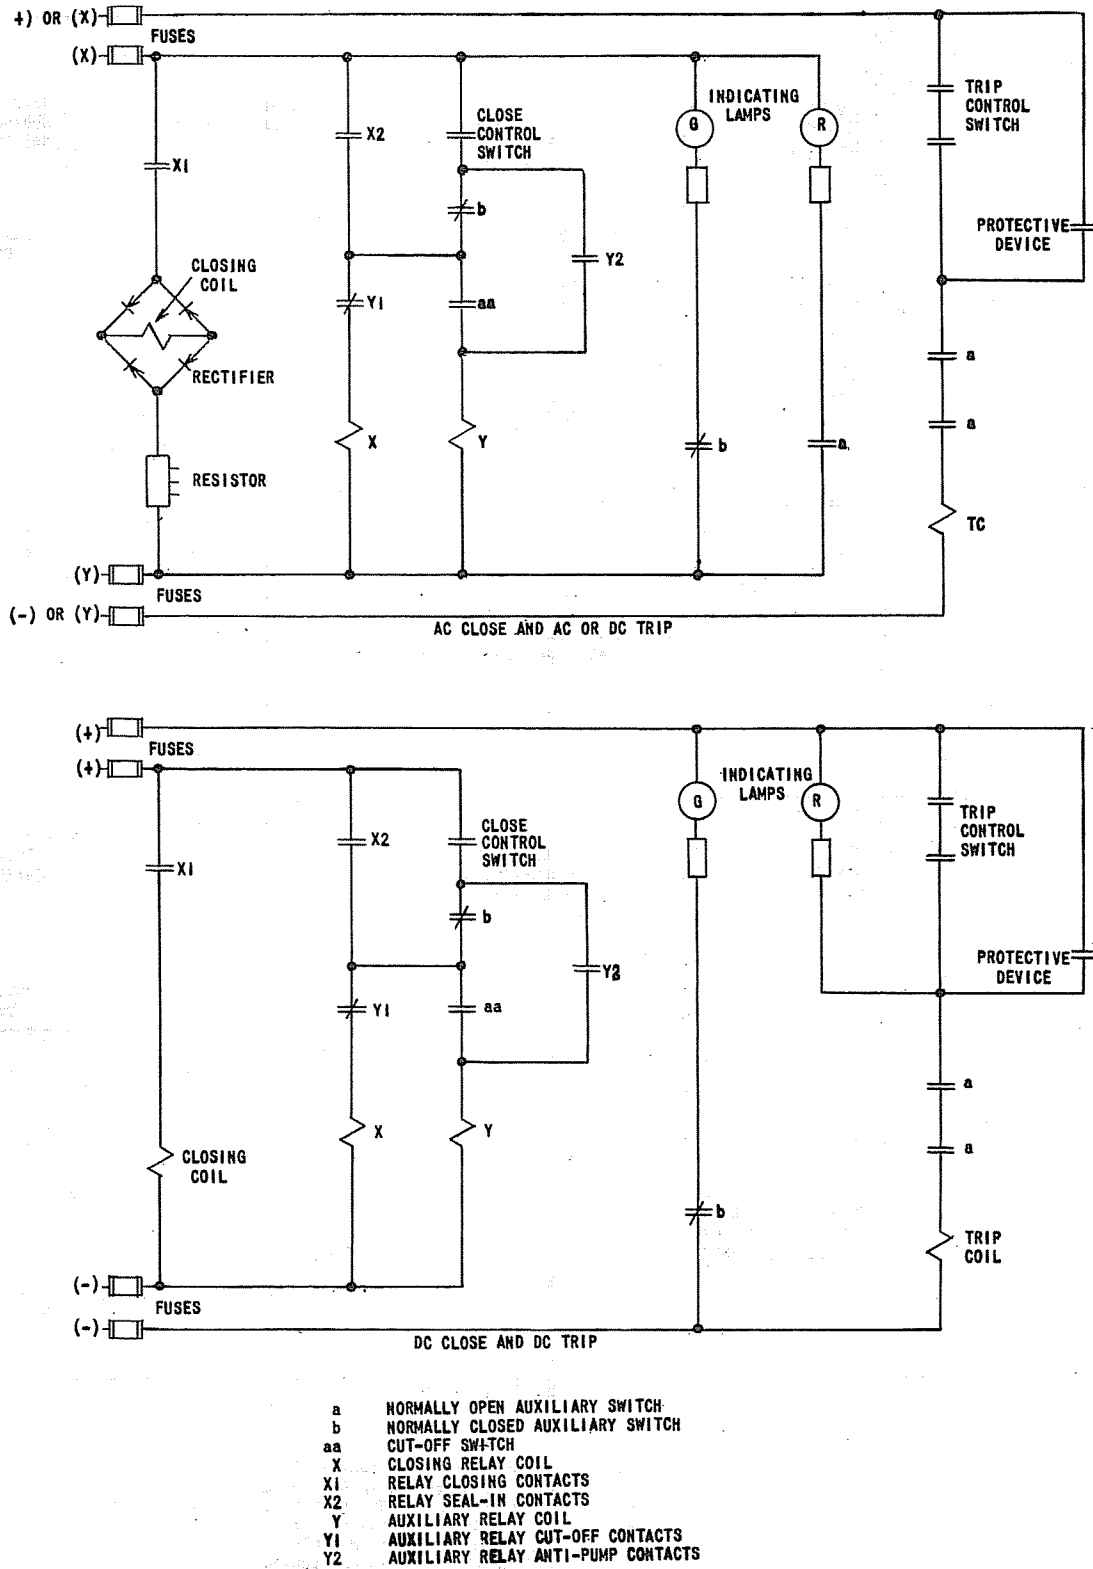 +) OR (X)
FUSES
(X)
X1
X2
CLOSE
CONTROL
SWITCH
b
Y2
INDICATING
LAMPS
G
R
TRIP
CONTROL
SWITCH
PROTECTIVE
DEVICE
CLOSING
COIL
Y1
aa
RECTIFIER
a
a
X
Y
b
a
RESISTOR
TC
(Y)
FUSES
(-) OR (Y)
AC CLOSE AND AC OR DC TRIP
(+)
FUSES
(+)
X1
X2
CLOSE
CONTROL
SWITCH
b
Y2
INDICATING
LAMPS
G
R
TRIP
CONTROL
SWITCH
PROTECTIVE
DEVICE
Y1
aa
a
a
X
Y
CLOSING
COIL
b
TRIP
COIL
(-)
FUSES
(-)
DC CLOSE AND DC TRIP
a NORMALLY OPEN AUXILIARY SWITCH
b NORMALLY CLOSED AUXILIARY SWITCH
aa CUT-OFF SWITCH
X CLOSING RELAY COIL
X1 RELAY CLOSING CONTACTS
X2 RELAY SEAL-IN CONTACTS
Y AUXILIARY RELAY COIL
Y1 AUXILIARY RELAY CUT-OFF CONTACTS
Y2 AUXILIARY RELAY ANTI-PUMP CONTACTS